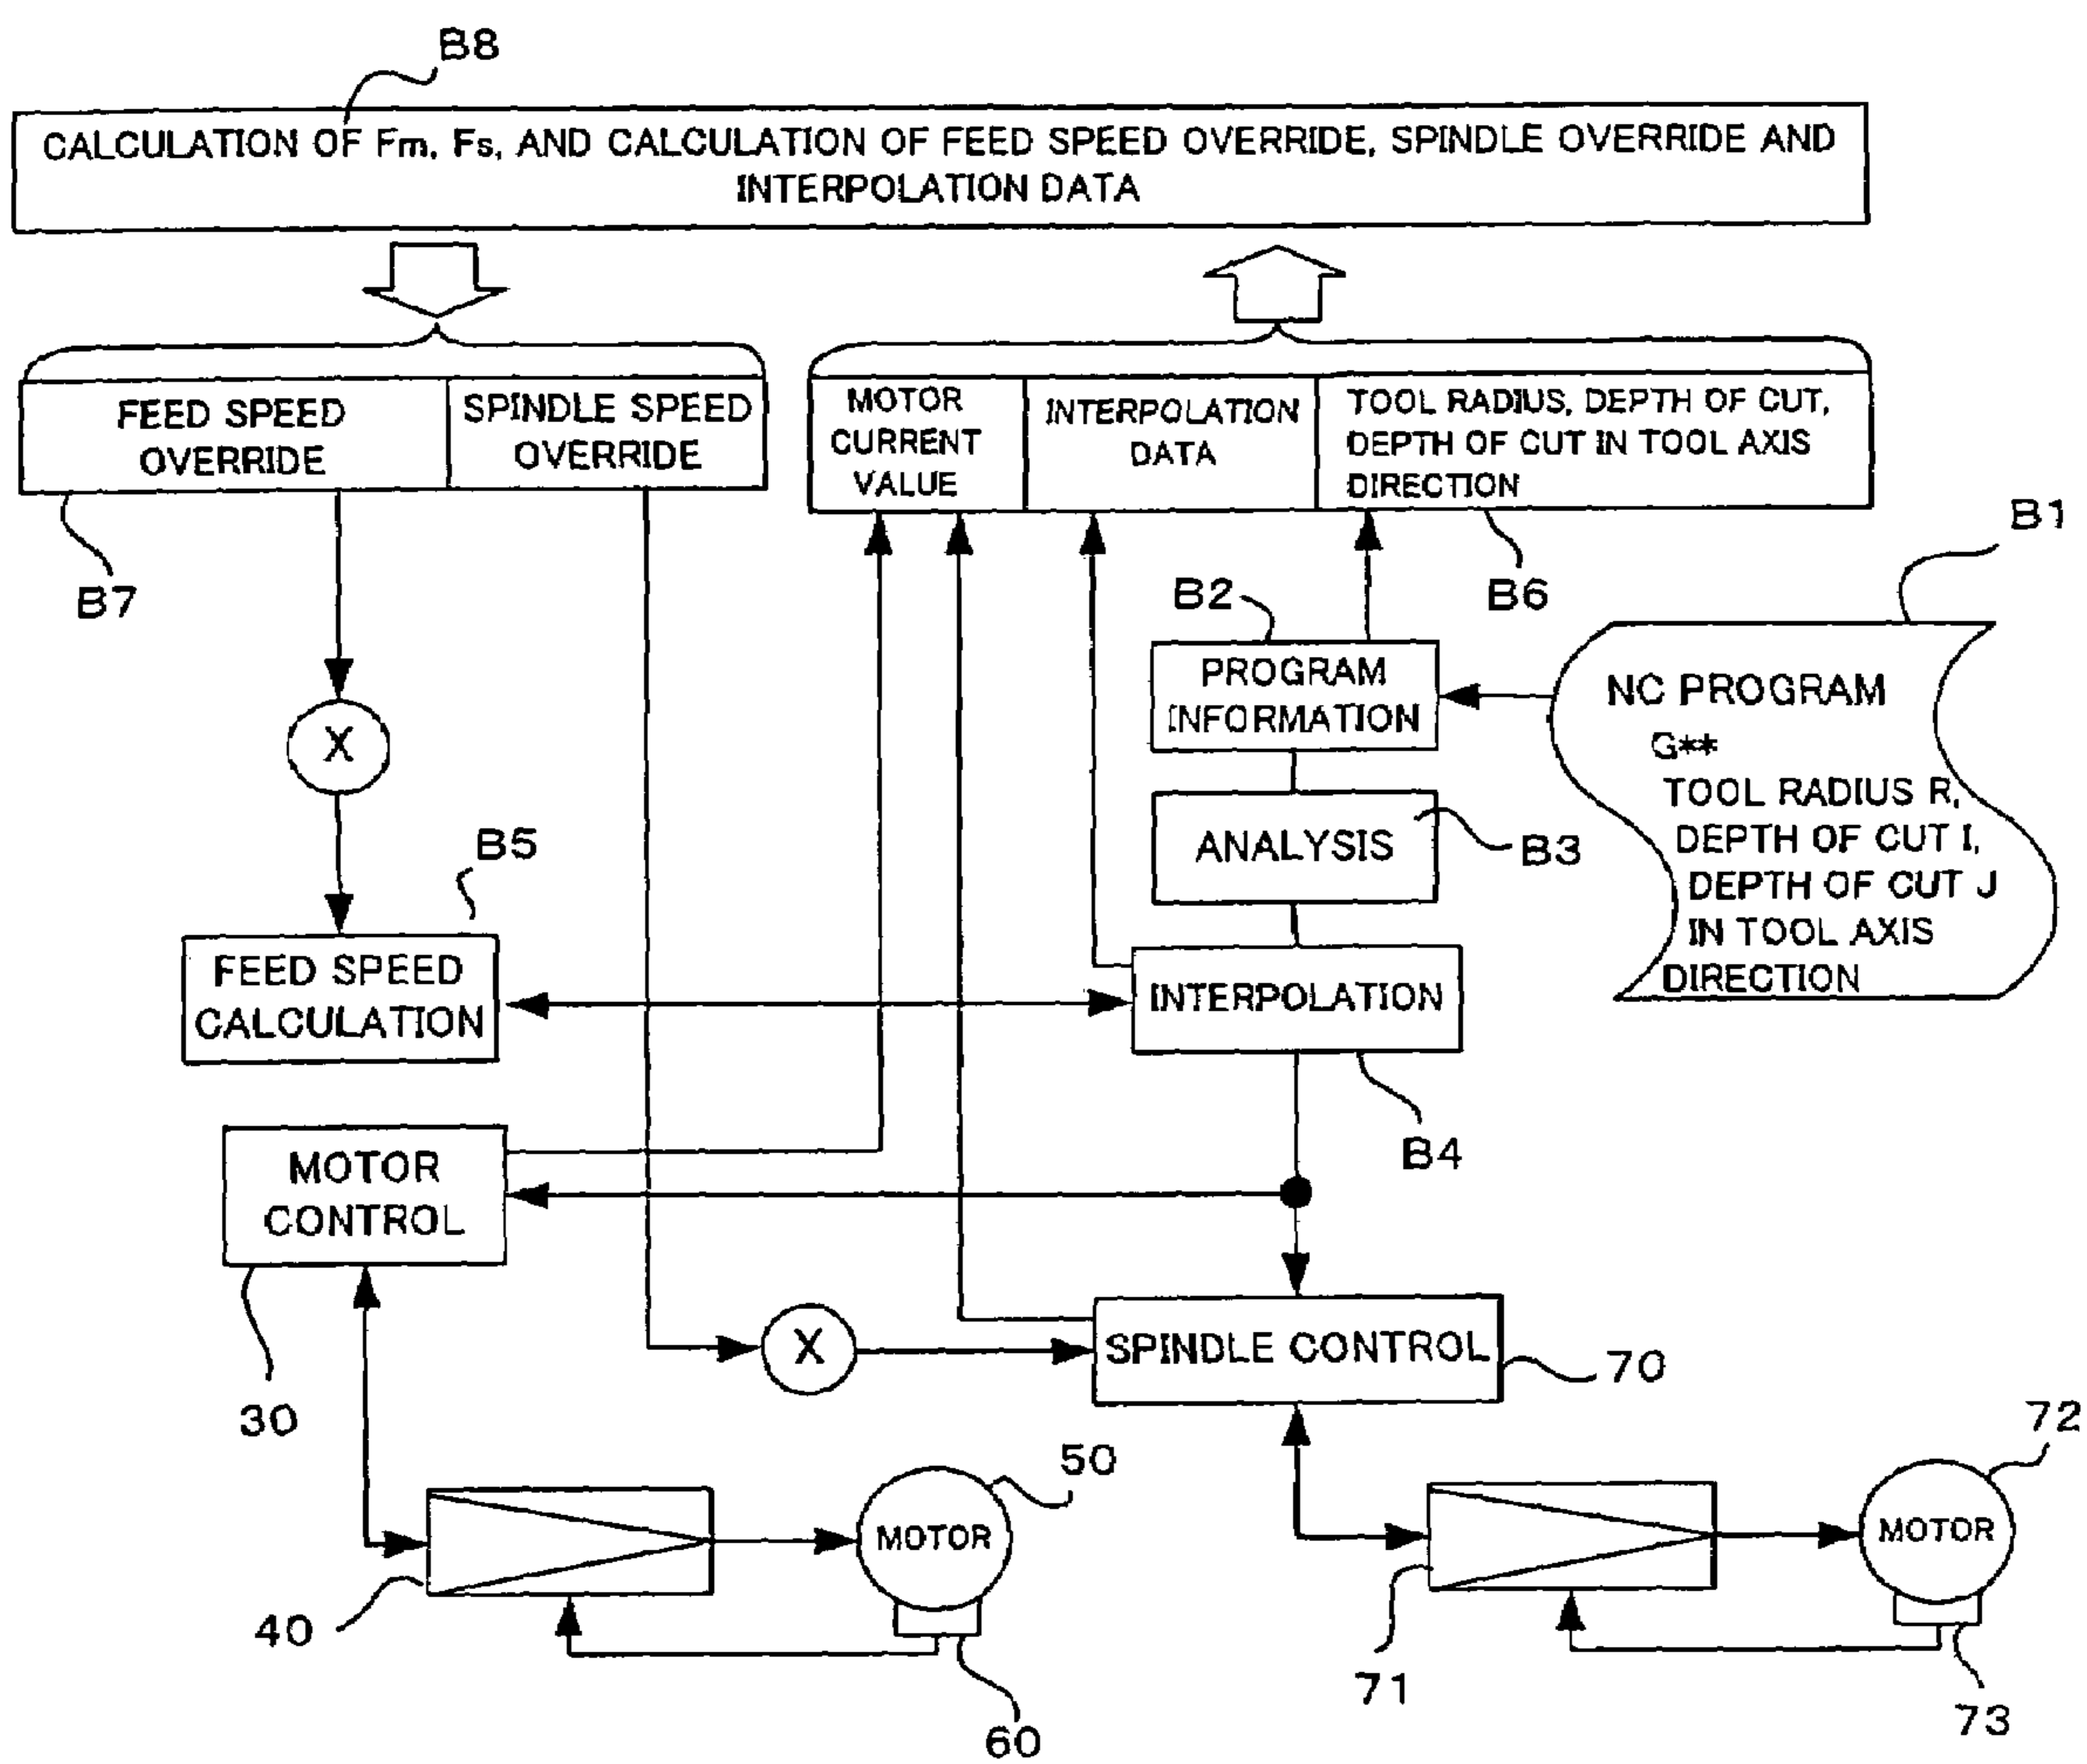 B8
CALCULATION OF Fm, Fs, AND CALCULATION OF FEED SPEED OVERRIDE, SPINDLE OVERRIDE AND
INTERPOLATION DATA
FEED SPEED
OVERRIDE
SPINDLE SPEED
OVERRIDE
MOTOR
CURRENT
VALUE
INTERPOLATION
DATA
TOOL RADIUS, DEPTH OF CUT,
DEPTH OF CUT IN TOOL AXIS
DIRECTION
B7
B6
B1
B2
PROGRAM
INFORMATION
NC PROGRAM
G**
TOOL RADIUS R,
DEPTH OF CUT I,
DEPTH OF CUT J
IN TOOL AXIS
DIRECTION
X
ANALYSIS
B3
B5
FEED SPEED
CALCULATION
INTERPOLATION
B4
MOTOR
CONTROL
30
X
SPINDLE CONTROL
70
40
MOTOR
50
60
71
MOTOR
72
73